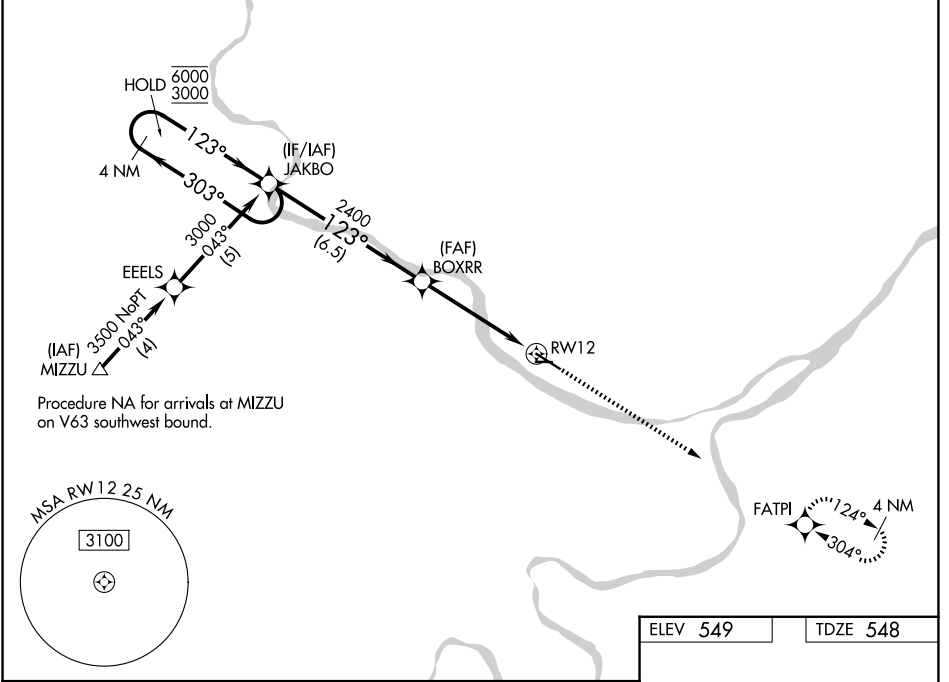 HOLD 6000
3000
4 NM
123°
303°
(IF/IAF)
JAKBO
2400
123°
(6.5)
(FAF)
BOXRR
3000
043°
(5)
EEELS
3500 NoPT
043°
(4)
(IAF)
MIZZU
RW12
Procedure NA for arrivals at MIZZU
on V63 southwest bound.
MSA RW12 25 NM
3100
FATPI
124°
4 NM
304°
ELEV 549
TDZE 548